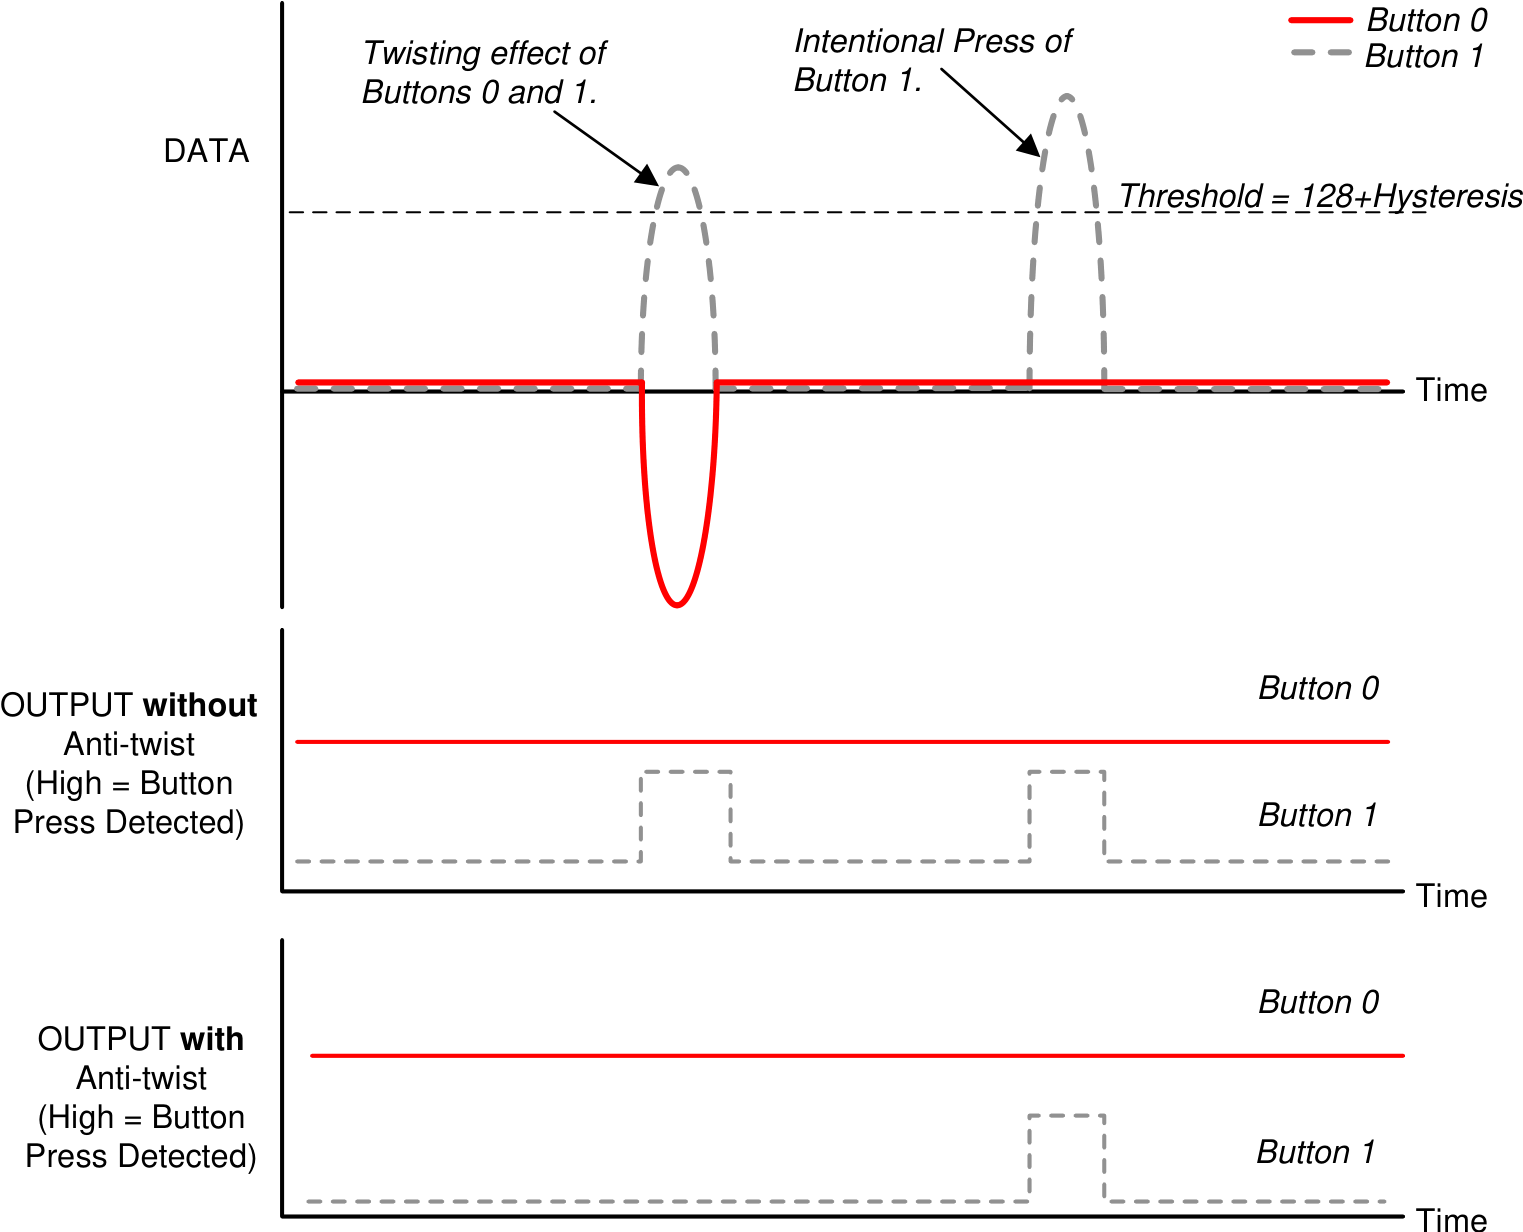 Button 0
Button 1
Twisting effect of
Buttons 0 and 1.
Intentional Press of
Button 1.
DATA
Threshold = 128+Hysteresis
Time
OUTPUT without
Anti-twist
(High = Button
Press Detected)
Button 0
Button 1
Time
OUTPUT with
Anti-twist
(High = Button
Press Detected)
Button 0
Button 1
Time